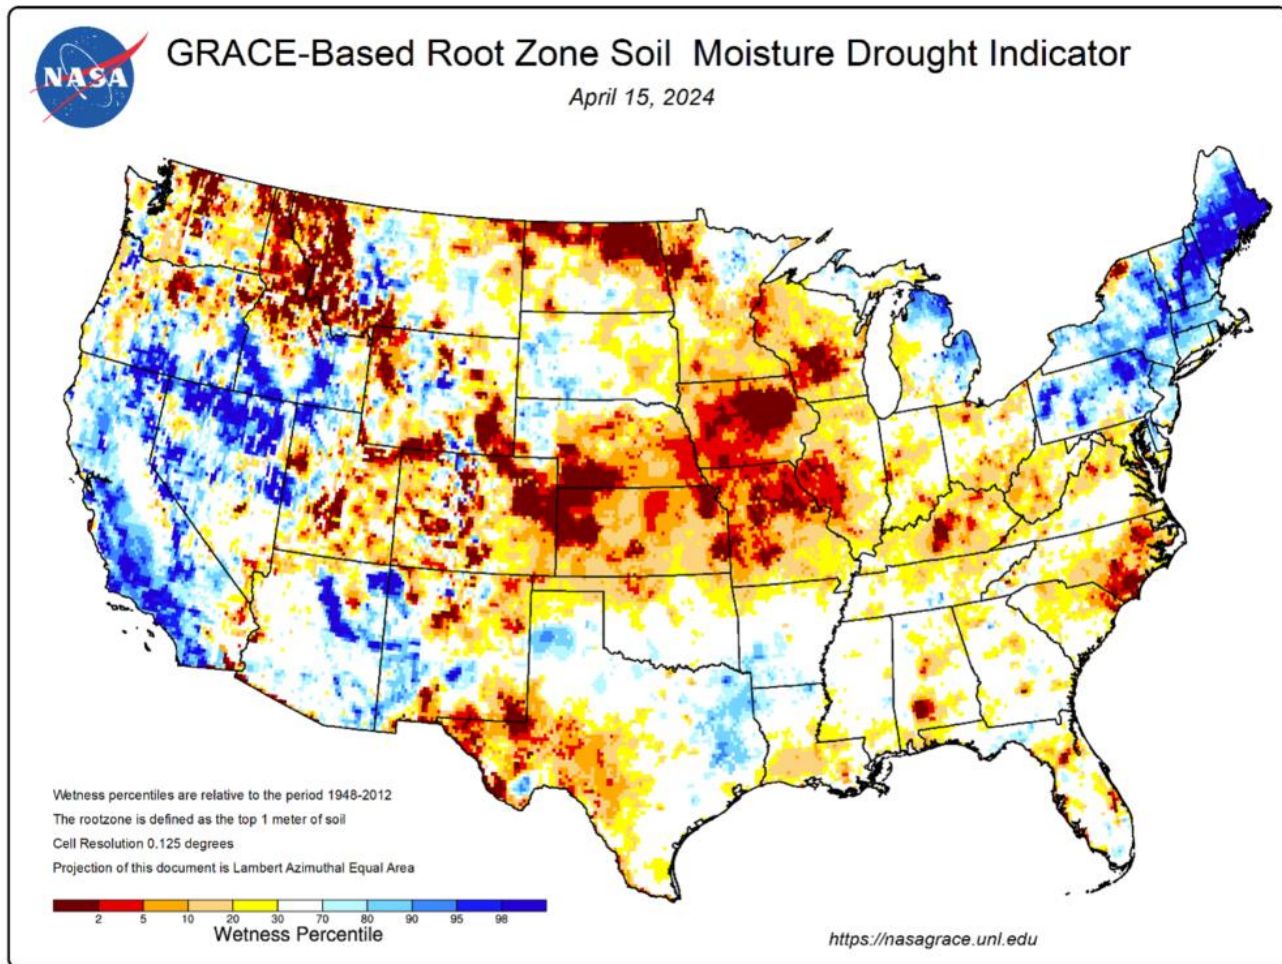 NASA
GRACE-Based Root Zone Soil  Moisture Drought Indicator
April 15, 2024
Wetness percentiles are relative to the period 1948-2012
The rootzone is defined as the top 1 meter of soil
Cell Resolution 0.125 degrees
Projection of this document is Lambert Azimuthal Equal Area
2 5 10 20 30 70 80 90 95 98
Wetness Percentile
https://nasagrace.unl.edu